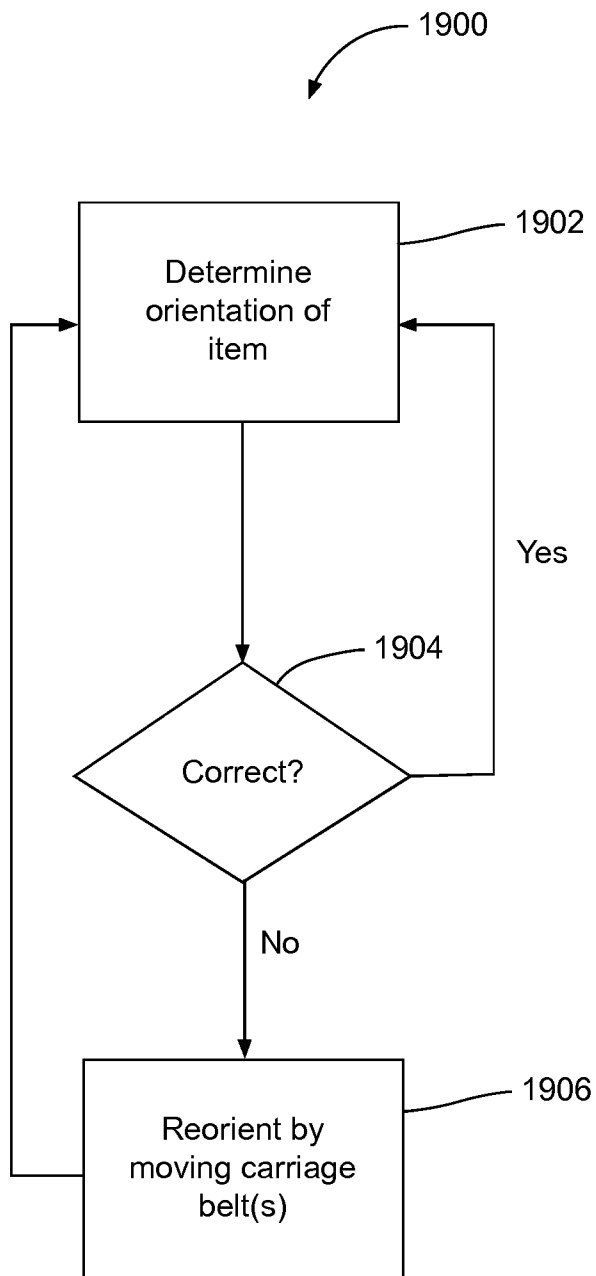 1900
1902
Determine
orientation of
item
Yes
1904
Correct?
No
1906
Reorient by
moving carriage
belt(s)